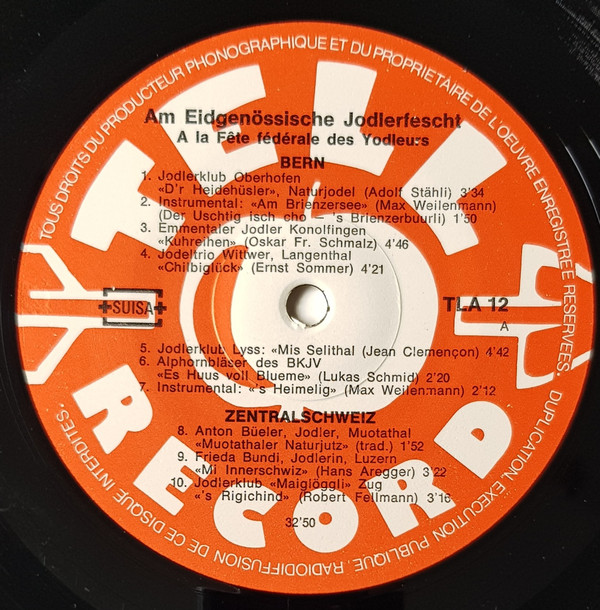 TOUS DROITS DU PRODUCTEUR PHONOGRAPHIQUE ET DU PROPRIETAIRE DE L'OEUVRE ENREGISTREE RESERVEES. DUPLICATION, EXECUTION PUBLIQUE, RADIODIFFUSION DE CE DISQUE INTERDITES.
TELL
Am Eidgenössische Jodlerfescht
A la Fête fédérale des Yodleurs
BERN
1. Jodlerklub Oberhofen
«D'r Heidehüsler», Naturjodel (Adolf Stähli) 3'34
2. Instrumental: «Am Brienzersee» (Max Weilenmann)
(Der Uschtig isch cho – 's Brienzerbuurli) 1'50
3. Emmentaler Jodler Konolfingen
«Kuhreihen» (Oskar Fr. Schmalz) 4'46
4. Jodeltrio Wittwer, Langenthal
«Chilbiglück» (Ernst Sommer) 4'21
SUISA
TLA 12
A
5. Jodlerklub Lyss: «Mis Selithal (Jean Clemençon) 4'42
6. Alphornbläser des BKJV
«Es Huus voll Blueme» (Lukas Schmid) 2'20
7. Instrumental: «'s Heimelig» (Max Weilenmann) 2'12
ZENTRALSCHWEIZ
8. Anton Büeler, Jodler, Muotathal
«Muotathaler Naturjutz» (trad.) 1'52
9. Frieda Bundi, Jodlerin, Luzern
«Mi Innerschwiz» (Hans Aregger) 3'22
10. Jodlerklub «Maiglöggli» Zug
«'s Rigichind» (Robert Fellmann) 3'16
32'50
RECORD